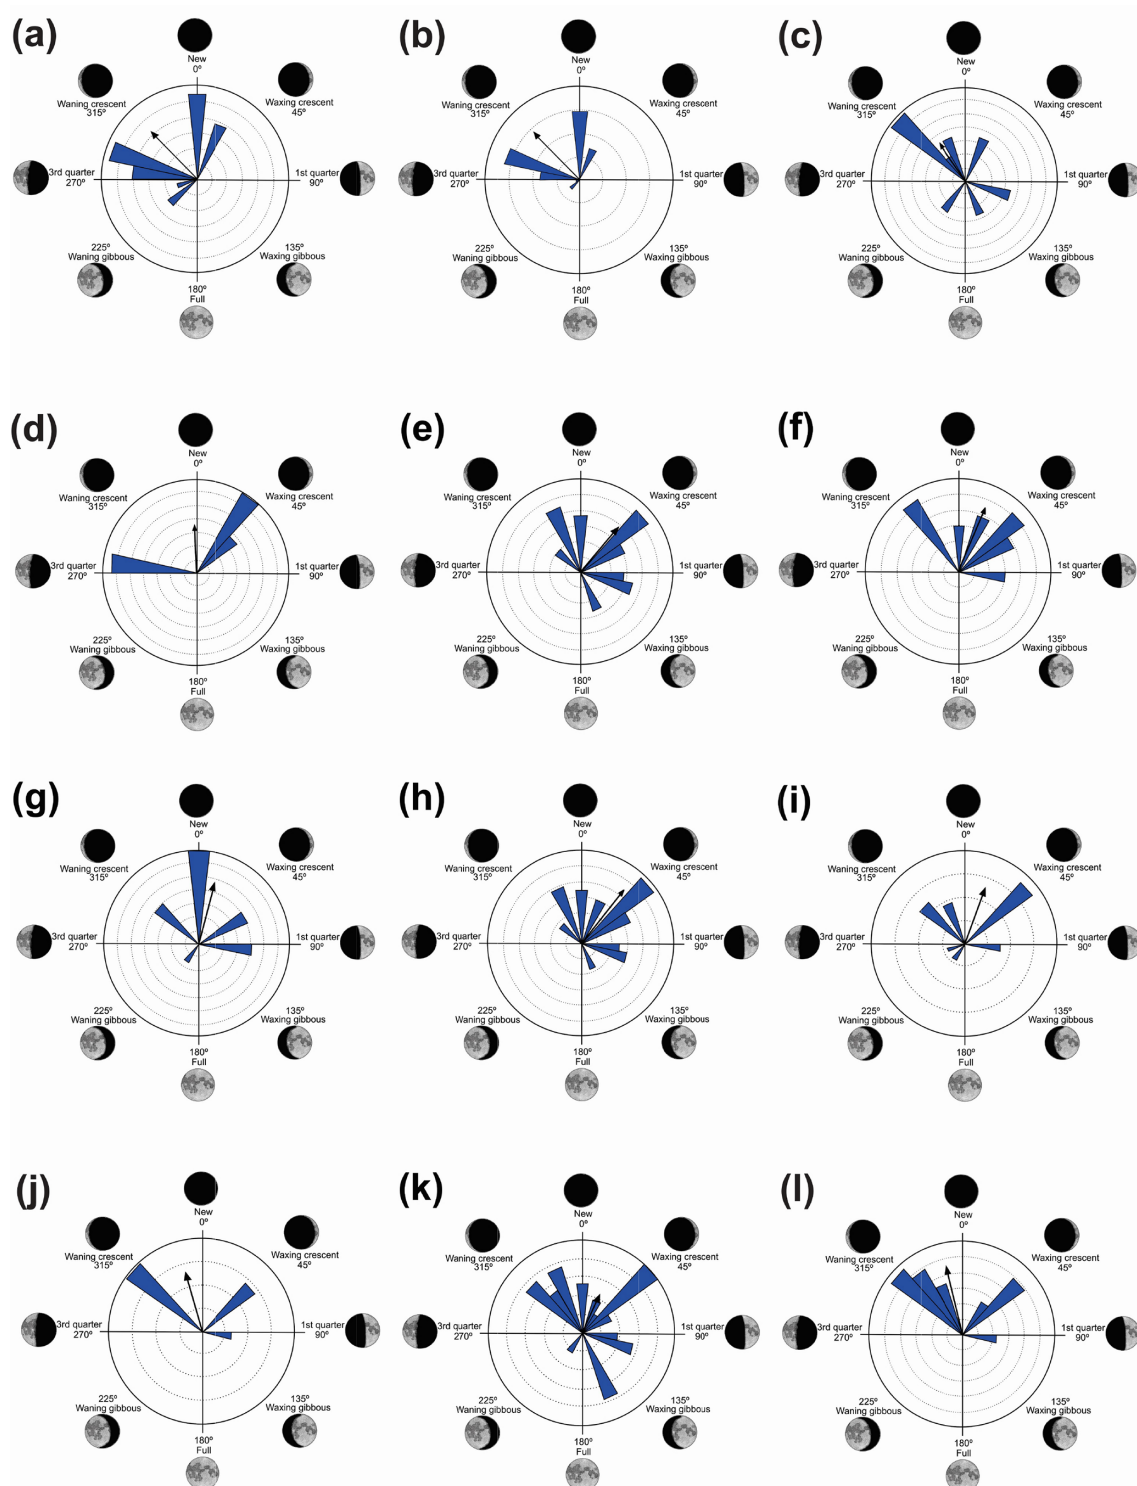 (a)
New
0º
Waning crescent
315º
Waxing crescent
45º
3rd quarter
270º
1st quarter
90º
225º
Waning gibbous
135º
Waxing gibbous
180º
Full
(b)
New
0º
Waning crescent
315º
Waxing crescent
45º
3rd quarter
270º
1st quarter
90º
225º
Waning gibbous
135º
Waxing gibbous
180º
Full
(c)
New
0º
Waning crescent
315º
Waxing crescent
45º
3rd quarter
270º
1st quarter
90º
225º
Waning gibbous
135º
Waxing gibbous
180º
Full
(d)
New
0º
Waning crescent
315º
Waxing crescent
45º
3rd quarter
270º
1st quarter
90º
225º
Waning gibbous
135º
Waxing gibbous
180º
Full
(e)
New
0º
Waning crescent
315º
Waxing crescent
45º
3rd quarter
270º
1st quarter
90º
225º
Waning gibbous
135º
Waxing gibbous
180º
Full
(f)
New
0º
Waning crescent
315º
Waxing crescent
45º
3rd quarter
270º
1st quarter
90º
225º
Waning gibbous
135º
Waxing gibbous
180º
Full
(g)
New
0º
Waning crescent
315º
Waxing crescent
45º
3rd quarter
270º
1st quarter
90º
225º
Waning gibbous
135º
Waxing gibbous
180º
Full
(h)
New
0º
Waning crescent
315º
Waxing crescent
45º
3rd quarter
270º
1st quarter
90º
225º
Waning gibbous
135º
Waxing gibbous
180º
Full
(i)
New
0º
Waning crescent
315º
Waxing crescent
45º
3rd quarter
270º
1st quarter
90º
225º
Waning gibbous
135º
Waxing gibbous
180º
Full
(j)
New
0º
Waning crescent
315º
Waxing crescent
45º
3rd quarter
270º
1st quarter
90º
225º
Waning gibbous
135º
Waxing gibbous
180º
Full
(k)
New
0º
Waning crescent
315º
Waxing crescent
45º
3rd quarter
270º
1st quarter
90º
225º
Waning gibbous
135º
Waxing gibbous
180º
Full
(l)
New
0º
Waning crescent
315º
Waxing crescent
45º
3rd quarter
270º
1st quarter
90º
225º
Waning gibbous
135º
Waxing gibbous
180º
Full